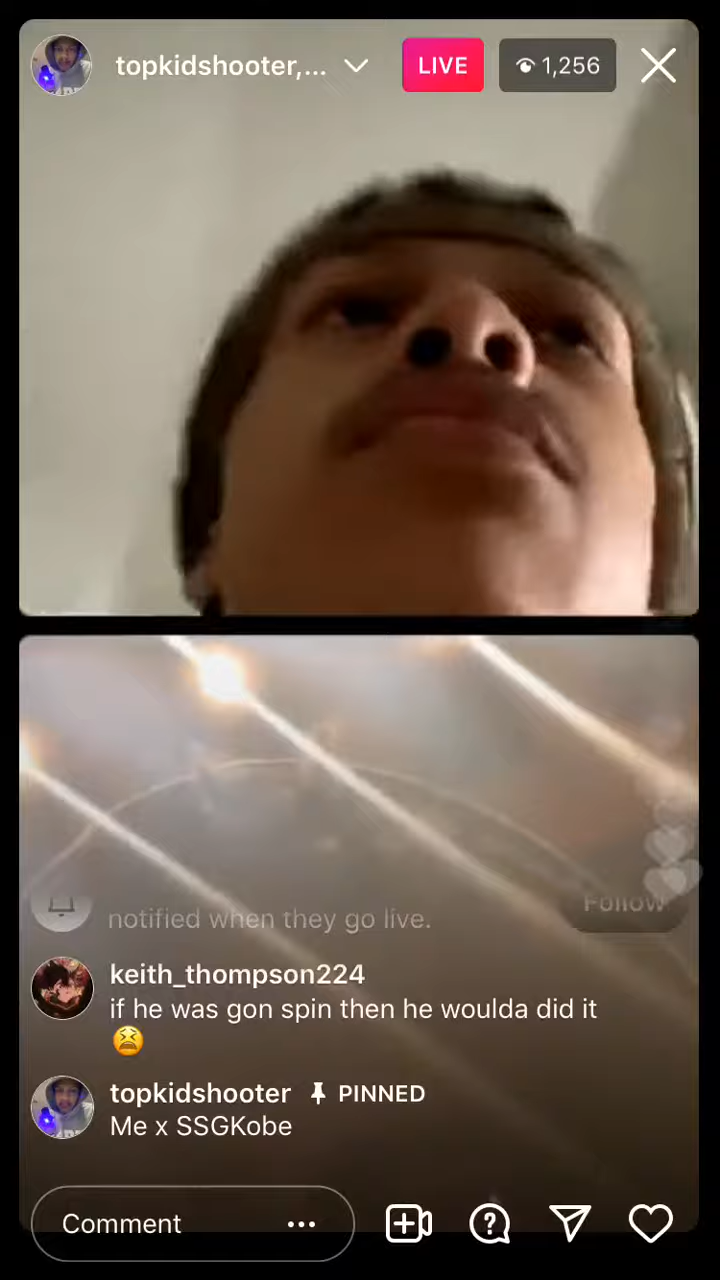 topkidshooter,...
LIVE
1,256
notified when they go live.
Follow
keith_thompson224
if he was gon spin then he woulda did it
😫
topkidshooter PINNED
Me x SSGKobe
Comment